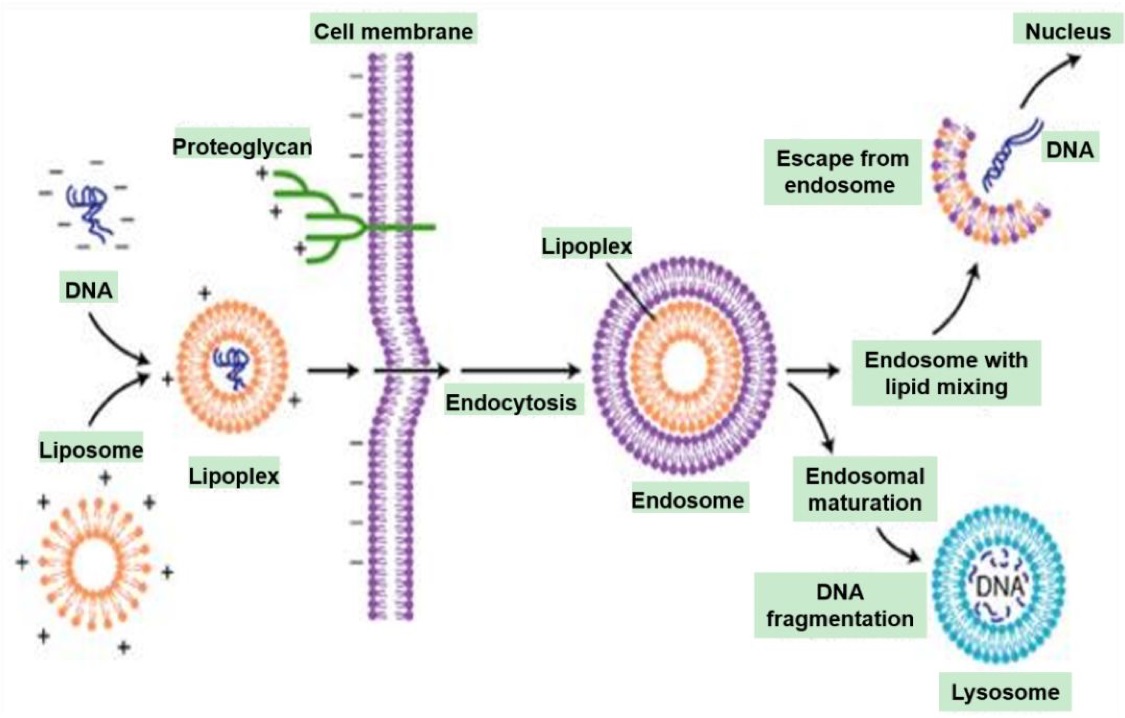 Cell membrane
Nucleus
Proteoglycan
DNA
Escape from
endosome
Lipoplex
DNA
Endosome with
lipid mixing
Endocytosis
Liposome
Lipoplex
Endosome
Endosomal
maturation
DNA
DNA
fragmentation
Lysosome